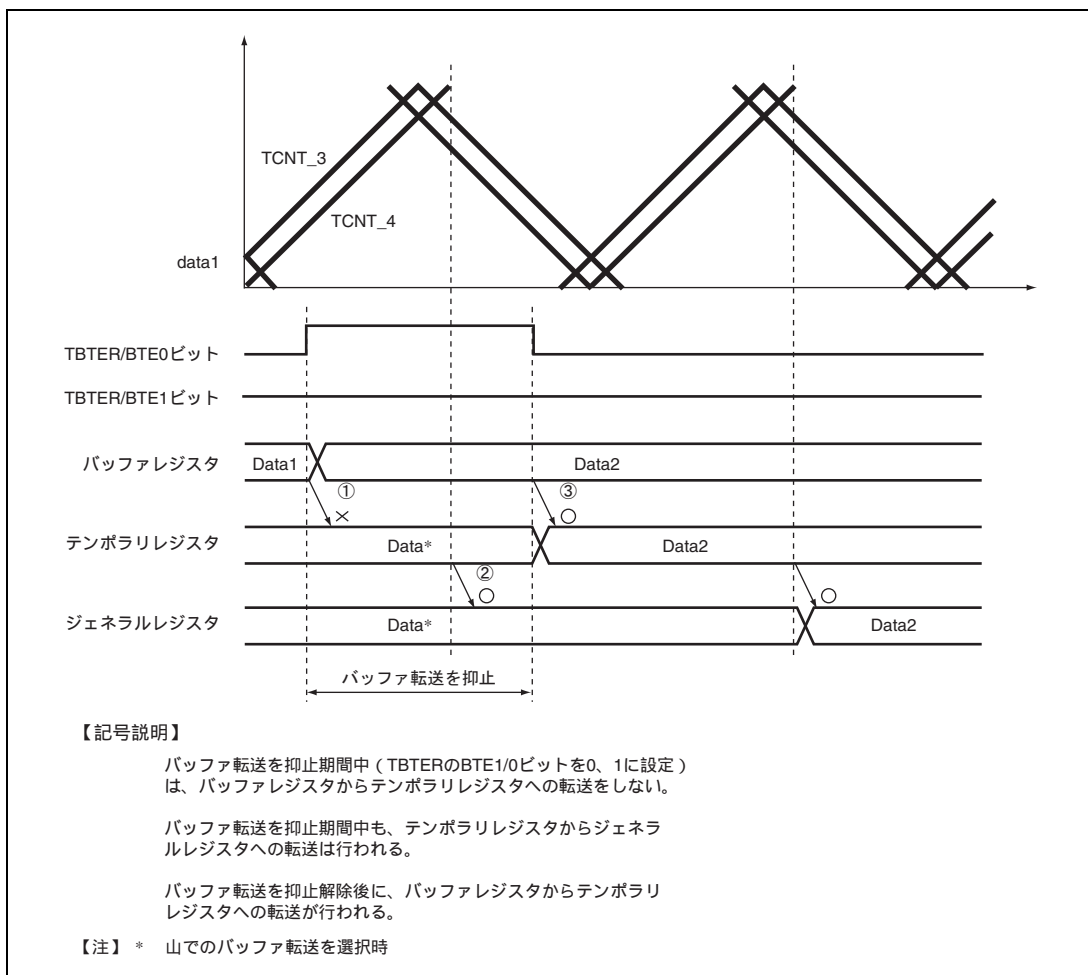 TCNT_3
TCNT_4
data1
TBTER/BTE0ビット
TBTER/BTE1ビット
バッファレジスタ
Data1
Data2
①
×
③
○
テンポラリレジスタ
Data*
Data2
②
○
○
ジェネラルレジスタ
Data*
Data2
バッファ転送を抑止
【記号説明】
バッファ転送を抑止期間中(TBTERのBTE1/0ビットを0、1に設定)
は、バッファレジスタからテンポラリレジスタへの転送をしない。
バッファ転送を抑止期間中も、テンポラリレジスタからジェネラ
ルレジスタへの転送は行われる。
バッファ転送を抑止解除後に、バッファレジスタからテンポラリ
レジスタへの転送が行われる。
【注】 * 山でのバッファ転送を選択時